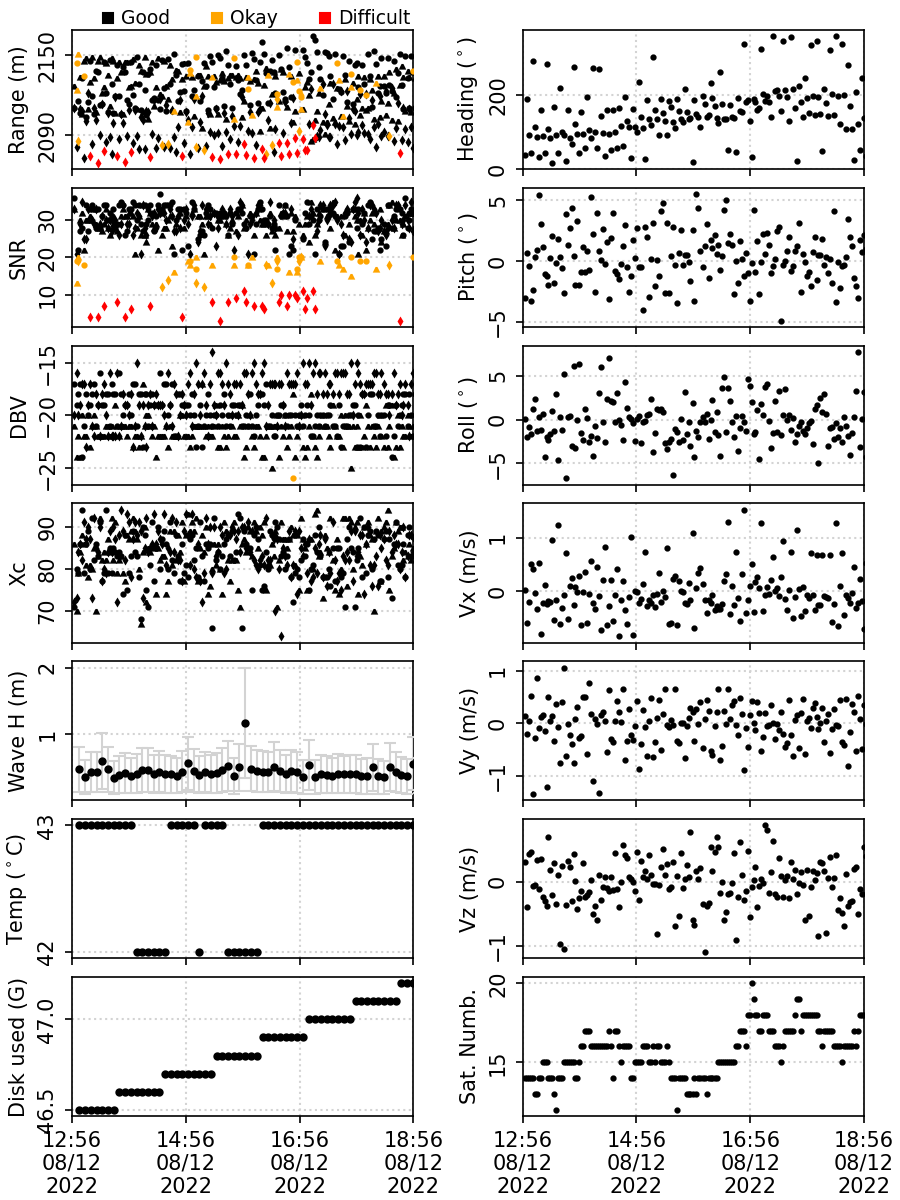 Good Okay Difficult
Range (m)
2150
2090
Heading (°)
200
0
SNR
30
20
10
Pitch (°)
5
0
−5
DBV
−15
−20
−25
Roll (°)
5
0
−5
Xc
90
80
70
Vx (m/s)
1
0
Wave H (m)
2
1
Vy (m/s)
1
0
−1
Temp (°C)
43
42
Vz (m/s)
0
−1
Disk used (G)
47.0
46.5
Sat. Numb.
20
15
12:56 14:56 16:56 18:56 12:56 14:56 16:56 18:56
08/12 08/12 08/12 08/12 08/12 08/12 08/12 08/12
2022 2022 2022 2022 2022 2022 2022 2022